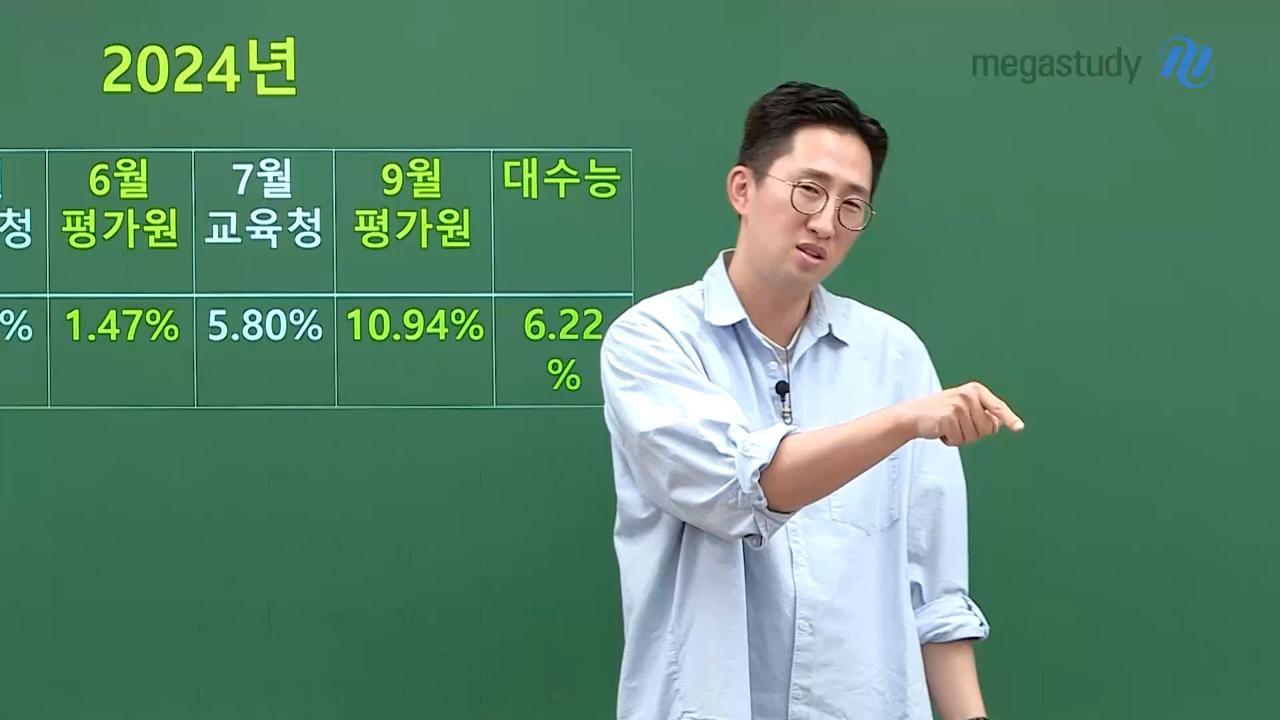 2024년
megastudy
청
6월
평가원
7월
교육청
9월
평가원
대수능
%
1.47%
5.80%
10.94%
6.22
%